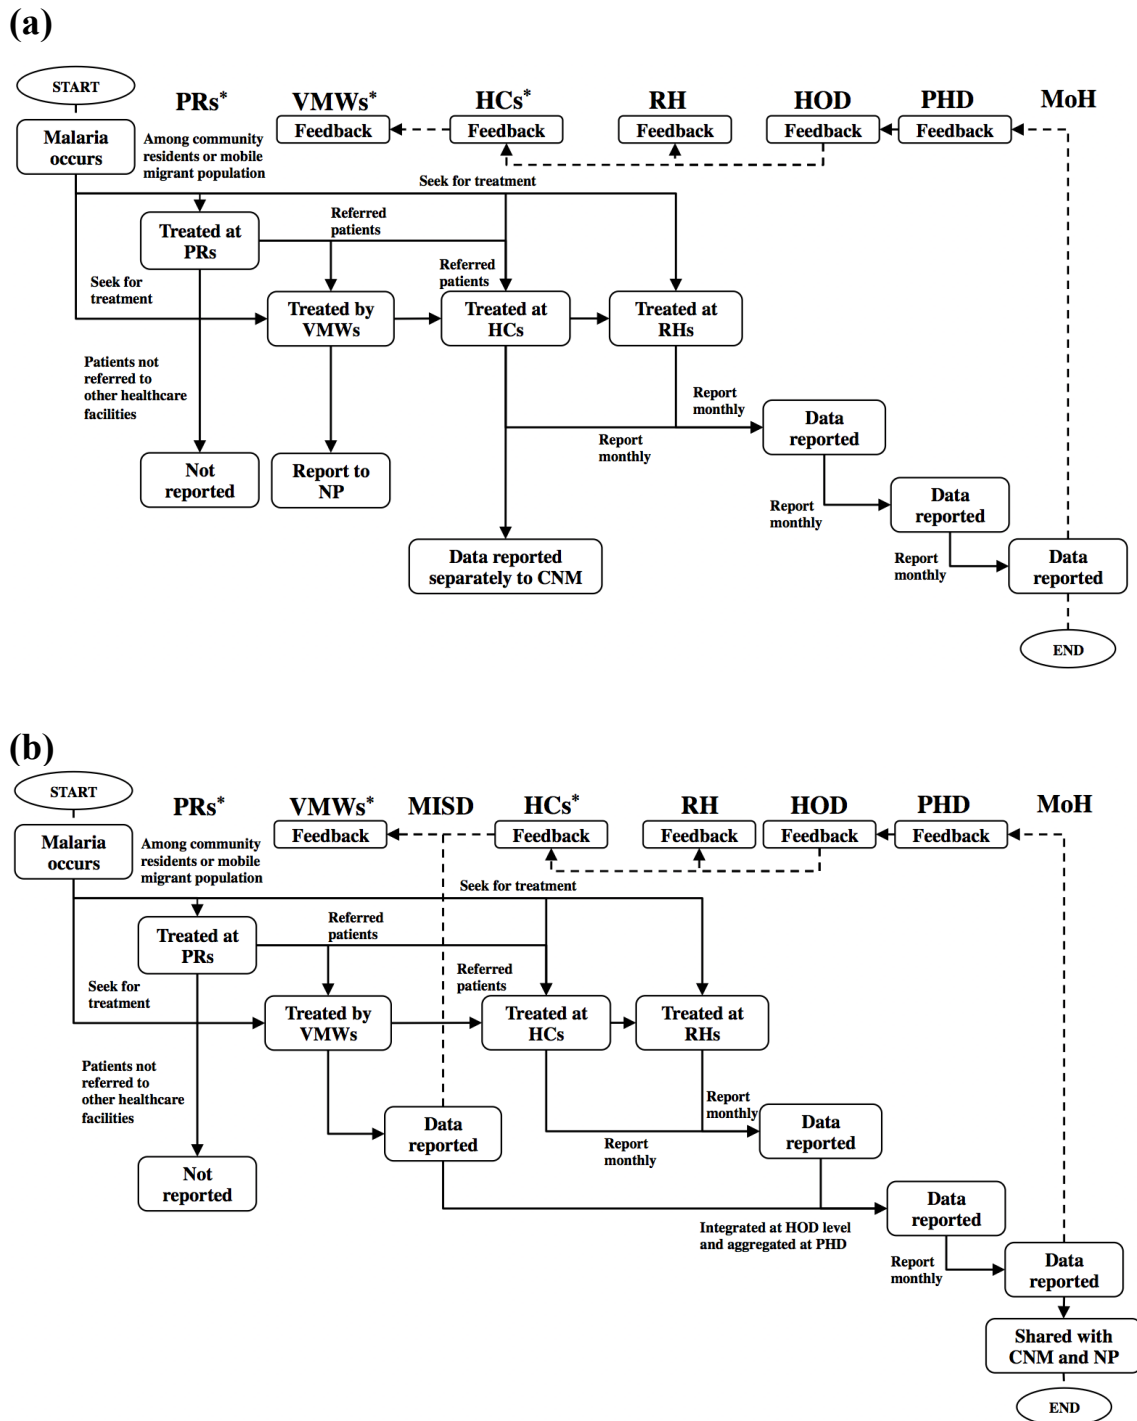 (a)
START
PRs*
VMWs*
HCs*
RH
HOD
PHD
MoH
Malaria
occurs
Among community
residents or mobile
migrant population
Feedback
Feedback
Feedback
Feedback
Feedback
Seek for treatment
Treated at
PRs
Referred
patients
Referred
patients
Seek for
treatment
Treated by
VMWs
Treated at
HCs
Treated at
RHs
Patients not
referred to
other healthcare
facilities
Report
monthly
Data
reported
Report
monthly
Not
reported
Report to
NP
Report
monthly
Data
reported
Data reported
separately to CNM
Report
monthly
Data
reported
END
(b)
START
PRs*
VMWs*
MISD
HCs*
RH
HOD
PHD
MoH
Malaria
occurs
Among community
residents or mobile
migrant population
Feedback
Feedback
Feedback
Feedback
Feedback
Seek for treatment
Treated at
PRs
Referred
patients
Referred
patients
Seek for
treatment
Treated by
VMWs
Treated at
HCs
Treated at
RHs
Patients not
referred to
other healthcare
facilities
Data
reported
Report
monthly
Report
monthly
Data
reported
Not
reported
Integrated at HOD level
and aggregated at PHD
Data
reported
Report
monthly
Data
reported
Shared with
CNM and NP
END